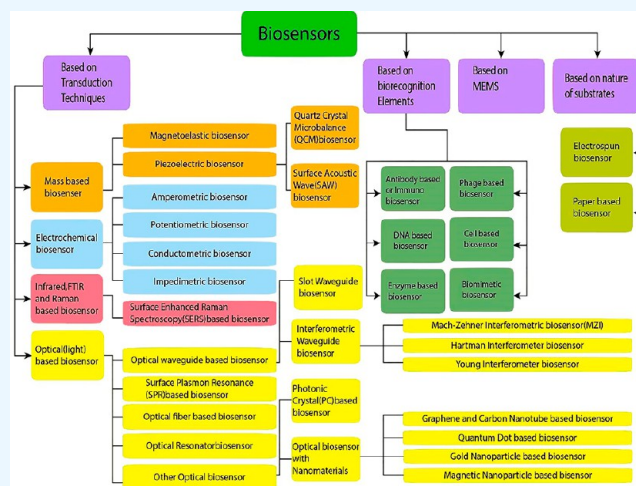 Biosensors
Based on
Transduction
Techniques
Based on
biorecognition
Elements
Based on
MEMS
Based on nature
of substrates
Mass based
biosenser
Magnetoelastic biosensor
Piezoelectric biosensor
Quartz Crystal
Microbalance
(QCM)biosensor
Surface Acoustic
Wave(SAW)
biosensor
Electrochemical
biosensor
Amperometric biosensor
Potentiometric biosensor
Conductometric biosensor
Impedimetric biosensor
Infrared,FTIR
and Raman
based biosensor
Surface Enhanced Raman
Spectroscopy(SERS)based biosensor
Optical(light)
based biosensor
Optical waveguide based biosensor
Slot Waveguide
biosensor
Interferometric
Waveguide
biosensor
Mach-Zehner Interferometric biosensor(MZI)
Hartman Interferometer biosensor
Young Interferometer biosensor
Surface Plasmon Resonance
(SPR)based biosensor
Optical fiber based biosensor
Optical Resonatorbiosensor
Other Optical biosensor
Photonic
Crystal(PC)based
biosensor
Optical biosensor
with
Nanomaterials
Graphene and Carbon Nanotube based biosensor
Quantum Dot based biosensor
Gold Nanoparticle based biosensor
Magnetic Nanoparticle based bisensor
Antibody based
or Immuno
biosensor
Phage based
biosensor
DNA based
biosensor
Cell based
biosensor
Enzyme based
biosensor
Biomimetic
biosensor
Electrospun
biosensor
Paper based
biosensor